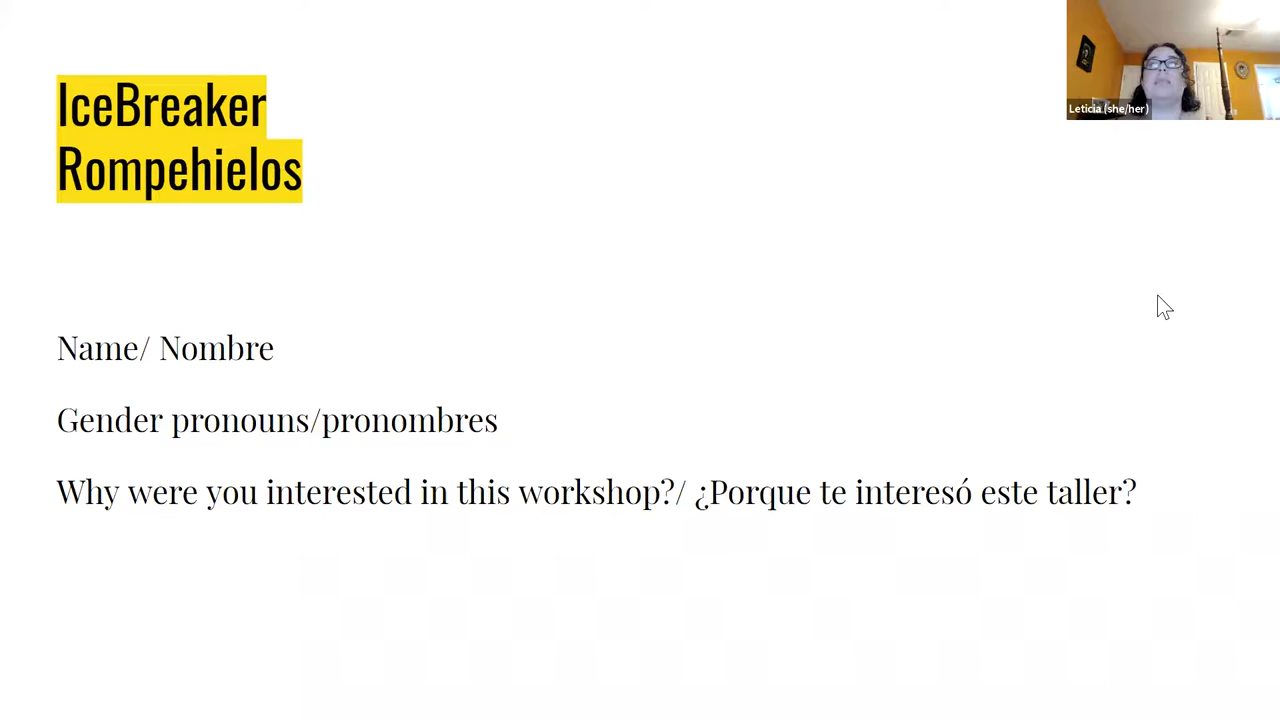 IceBreaker
Rompehielos
Leticia (she/her)
Name/ Nombre
Gender pronouns/pronombres
Why were you interested in this workshop?/ ¿Porque te interesó este taller?